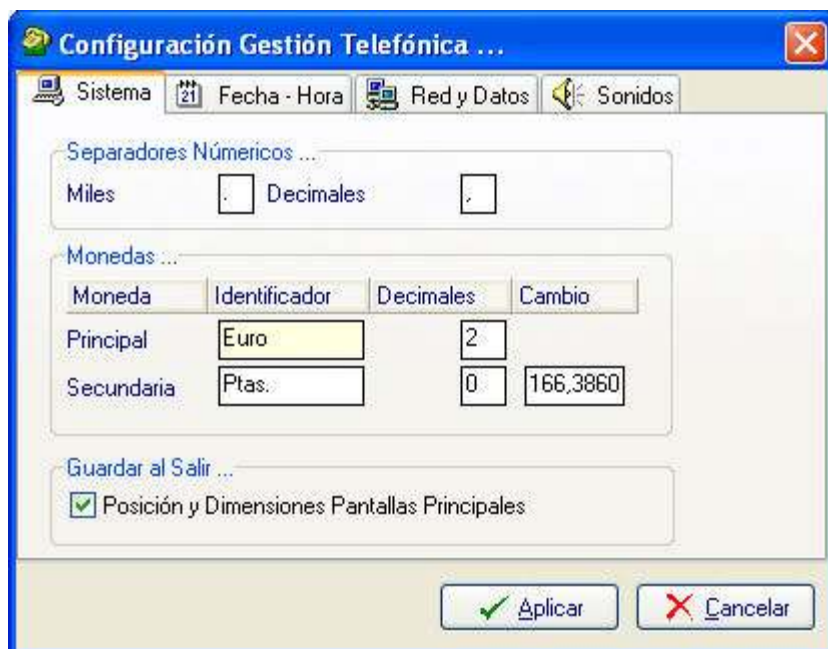 Configuración Gestión Telefónica ...
Sistema 21 Fecha - Hora Red y Datos Sonidos
Separadores Númericos ...
Miles . Decimales ,
Monedas ...
Moneda Identificador Decimales Cambio
Principal Euro 2
Secundaria Ptas. 0 166,3860
Guardar al Salir ...
Posición y Dimensiones Pantallas Principales
Aplicar Cancelar